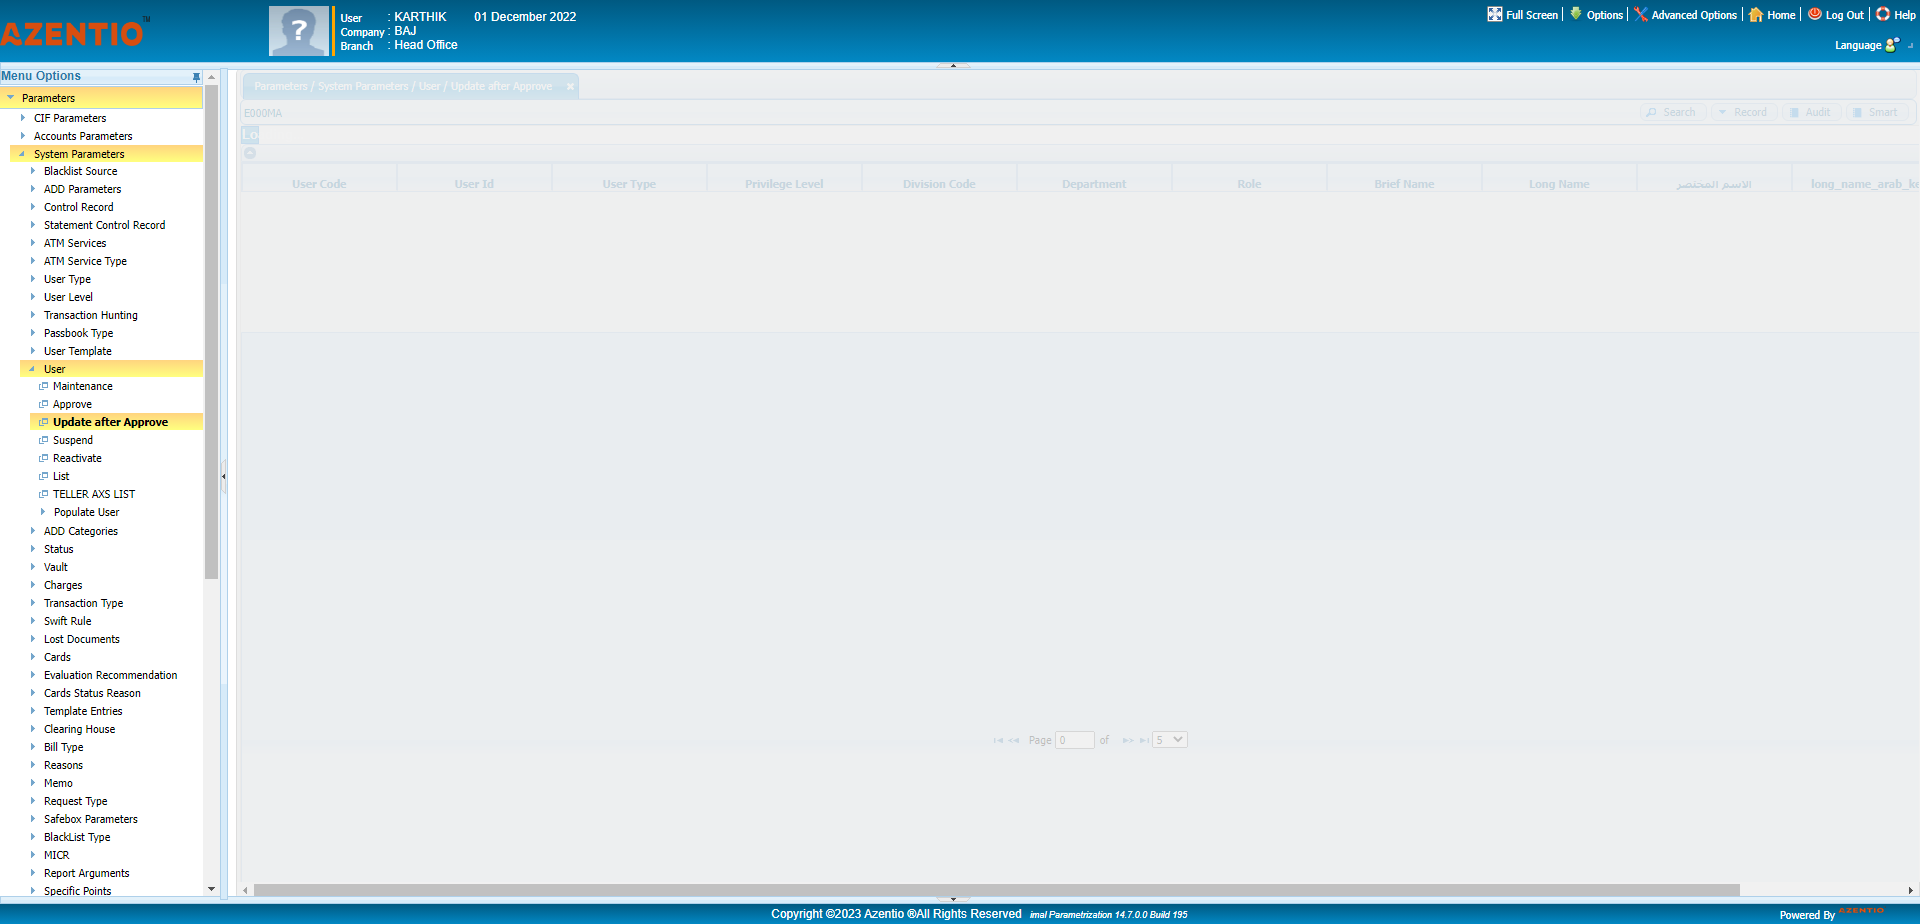 AZENTIO™
User : KARTHIK 01 December 2022
Company : BAJ
Branch : Head Office
Full Screen | Options | Advanced Options | Home | Log Out | Help
Language
Menu Options
Parameters
CIF Parameters
Accounts Parameters
System Parameters
Blacklist Source
ADD Parameters
Control Record
Statement Control Record
ATM Services
ATM Service Type
User Type
User Level
Transaction Hunting
Passbook Type
User Template
User
Maintenance
Approve
Update after Approve
Suspend
Reactivate
List
TELLER AXS LIST
Populate User
ADD Categories
Status
Vault
Charges
Transaction Type
Swift Rule
Lost Documents
Cards
Evaluation Recommendation
Cards Status Reason
Template Entries
Clearing House
Bill Type
Reasons
Memo
Request Type
Safebox Parameters
BlackList Type
MICR
Report Arguments
Specific Points
Parameters / System Parameters / User / Update after Approve
E000MA
Search Record Audit Smart
Lo
User Code User Id User Type Privilege Level Division Code Department Role Brief Name Long Name الاسم المختصر long_name_arab_ke
Page 0 of 5
Copyright ©2023 Azentio ®All Rights Reserved imal Parametrization 14.7.0.0 Build 195
Powered By AZENTIO